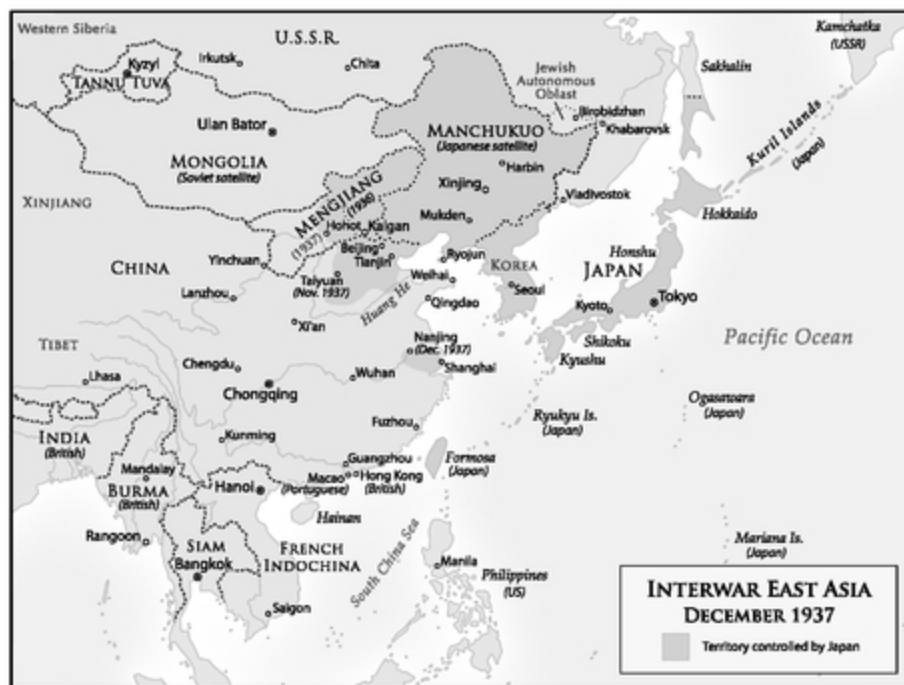 Western Siberia
U.S.S.R.
Kamchatka
(USSR)
Kyzyl
TANNU TUVA
Irkutsk
Chita
Sakhalin
Jewish
Autonomous
Oblast
Birobidzhan
Khabarovsk
Ulan Bator
MONGOLIA
(Soviet satellite)
MANCHUKUO
(Japanese satellite)
Harbin
Xinjing
Mukden
Vladivostok
Kuril Islands
(Japan)
Hokkaido
XINJIANG
MENGJIANG
(1936)
(1937)
Hohot
Kalgan
Beijing
Tianjin
Ryojun
KOREA
Honshu
JAPAN
CHINA
Yinchuan
Taiyuan
(Nov. 1937)
Huang He
Weihai
Seoul
Kyoto
Tokyo
Lanzhou
Qingdao
Xi'an
Shikoku
Kyushu
Pacific Ocean
TIBET
Nanjing
(Dec. 1937)
Shanghai
Chengdu
Wuhan
Lhasa
Chongqing
Ryukyu Is.
(Japan)
Ogasawara
(Japan)
INDIA
(British)
Kunming
Fuzhou
Guangzhou
Formosa
(Japan)
Mandalay
Macao
(Portuguese)
Hong Kong
(British)
BURMA
(British)
Hanoi
Hainan
Rangoon
SIAM
Bangkok
FRENCH
INDOCHINA
South China Sea
Manila
Philippines
(US)
Mariana Is.
(Japan)
Saigon
INTERWAR EAST ASIA
DECEMBER 1937
Territory controlled by Japan